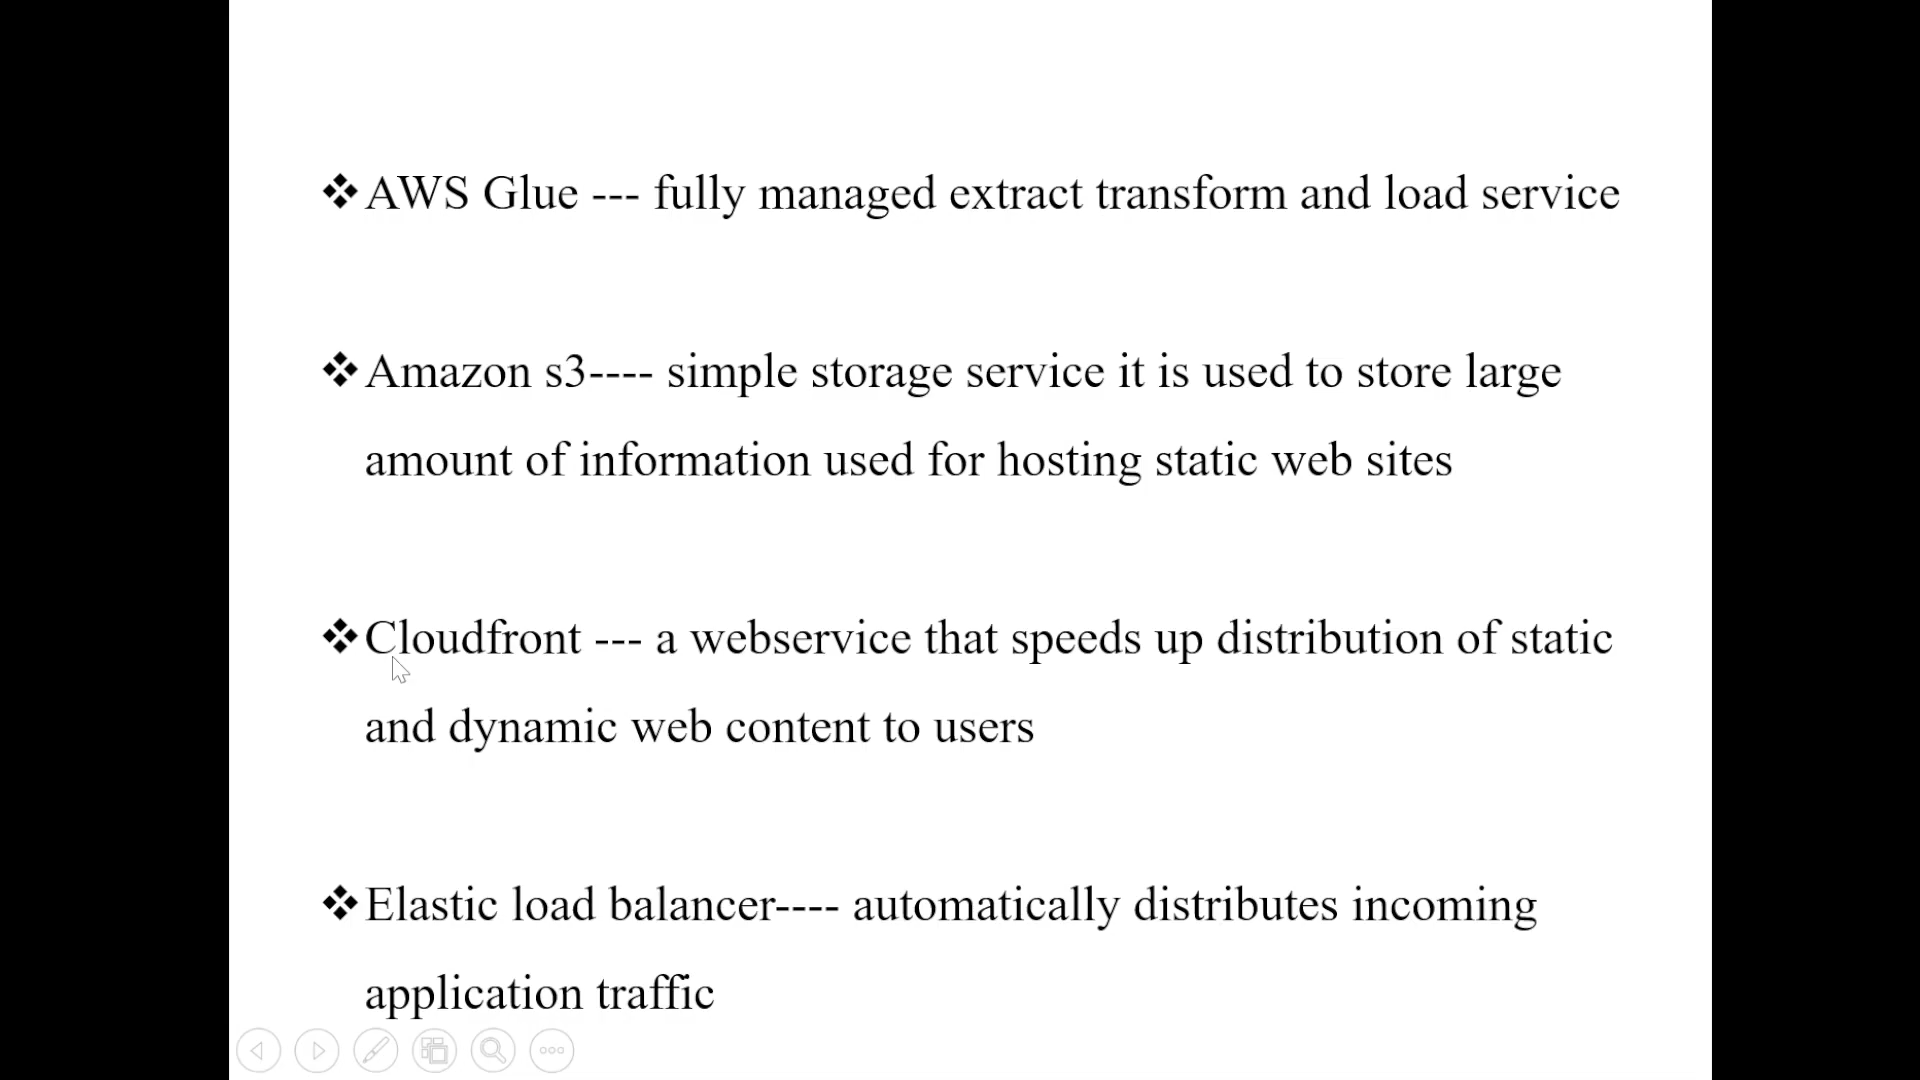 ❖AWS Glue --- fully managed extract transform and load service
❖Amazon s3---- simple storage service it is used to store large
amount of information used for hosting static web sites
❖Cloudfront --- a webservice that speeds up distribution of static
and dynamic web content to users
❖Elastic load balancer---- automatically distributes incoming
application traffic